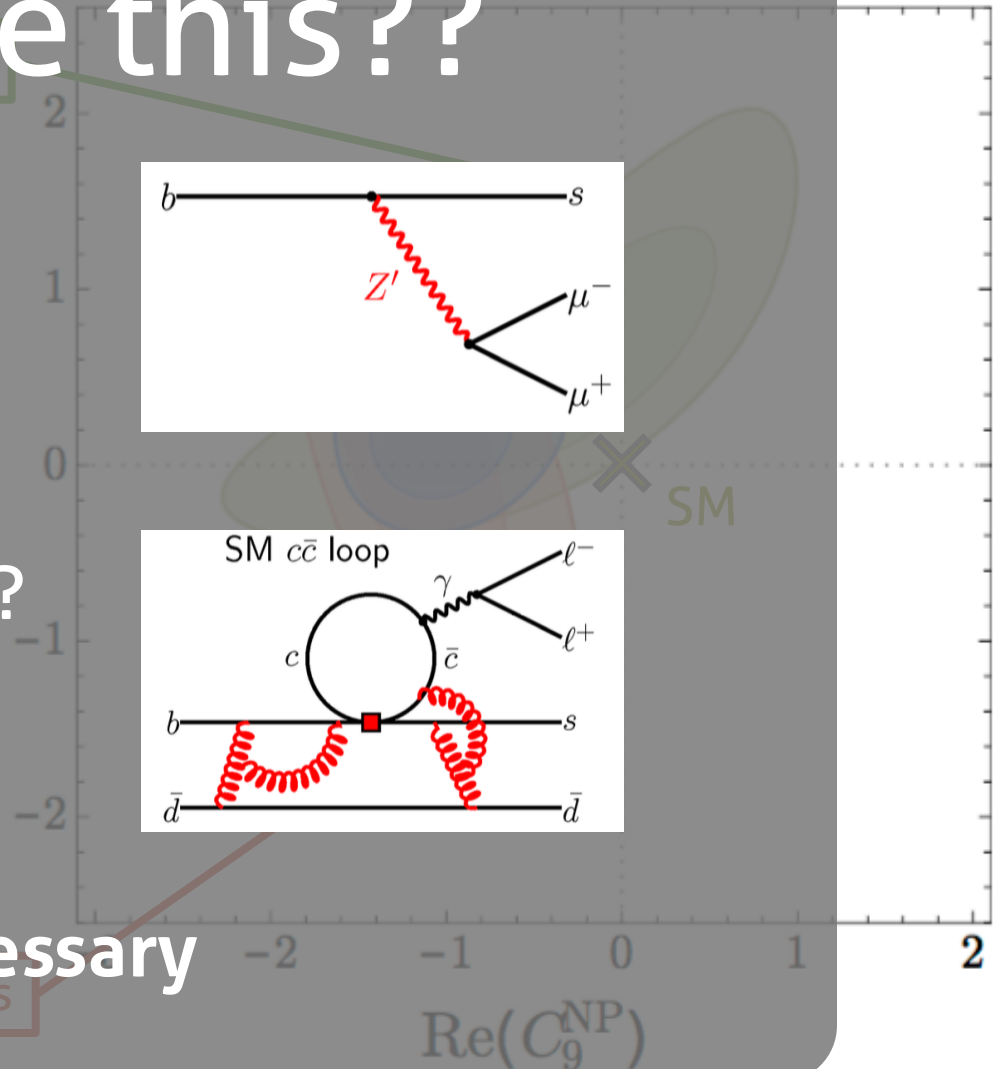 e this??
2
b s
Z′
μ⁻
1
μ⁺
0
SM
SM cc̄ loop
ℓ⁻
γ
?
ℓ⁺
−1
c c̄
b s
d̄ d̄
−2
essary
s
−2 −1 0 1 2
Re(C₉ᴺᴾ)